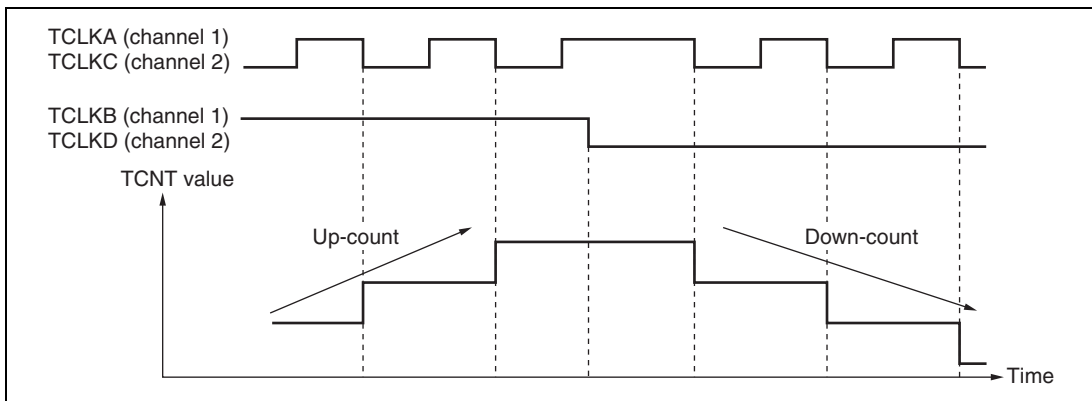 TCLKA (channel 1)
TCLKC (channel 2)
TCLKB (channel 1)
TCLKD (channel 2)
TCNT value
Up-count
Down-count
Time